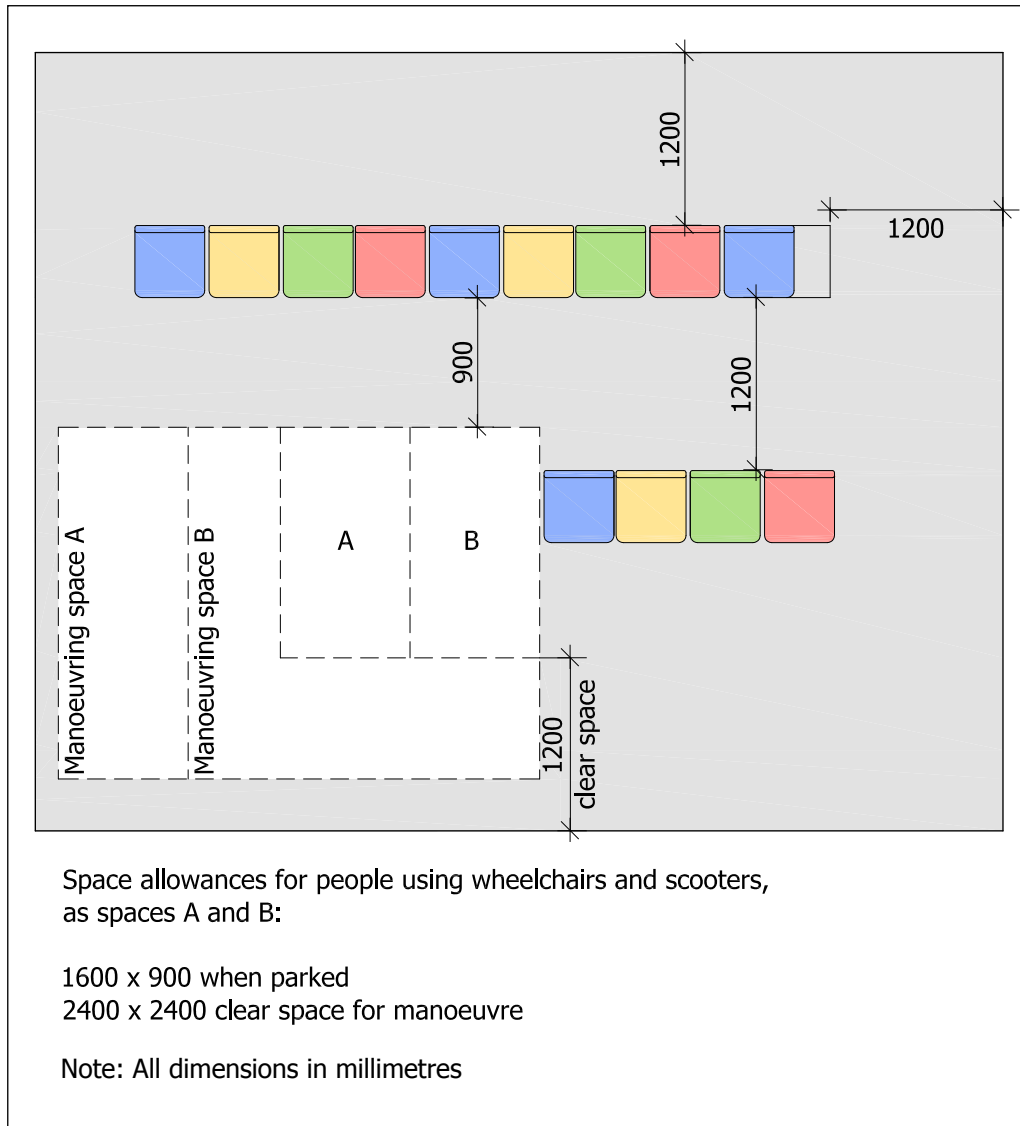 1200
1200
900
1200
Manoeuvring space A
Manoeuvring space B
A
B
1200
clear space
Space allowances for people using wheelchairs and scooters,
as spaces A and B:
1600 x 900 when parked
2400 x 2400 clear space for manoeuvre
Note: All dimensions in millimetres